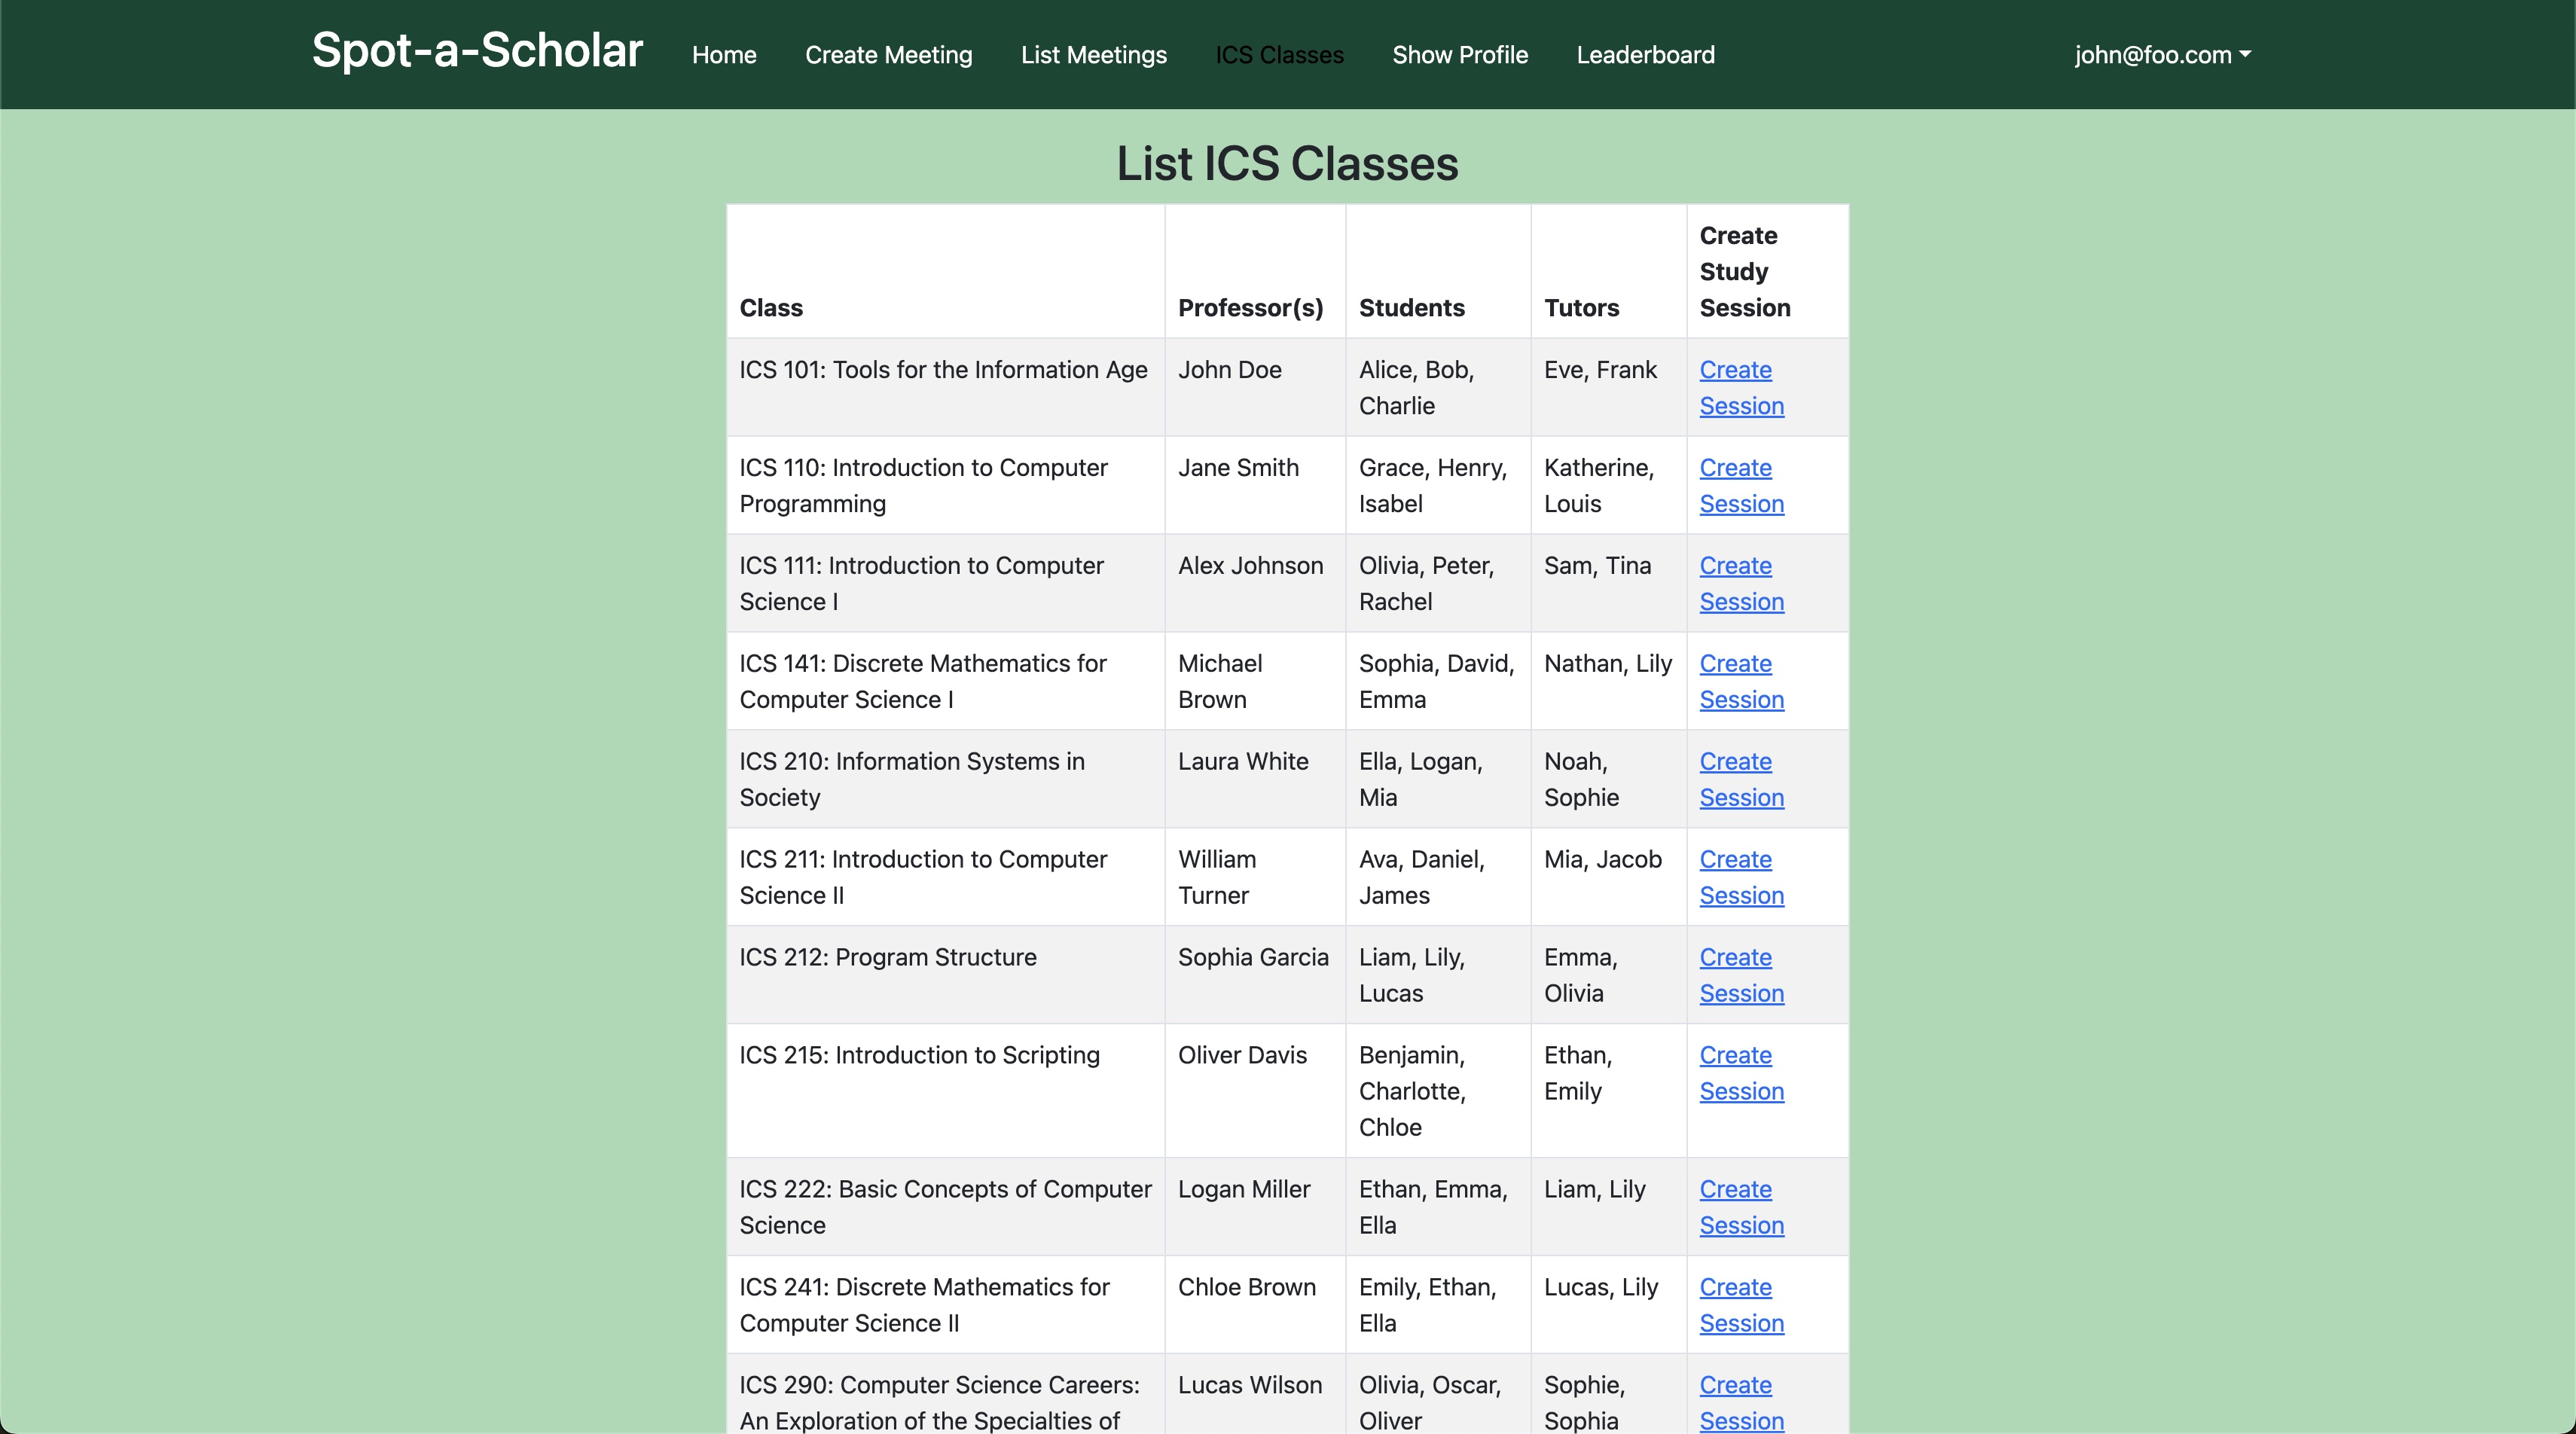 Spot-a-Scholar Home Create Meeting List Meetings ICS Classes Show Profile Leaderboard john@foo.com
List ICS Classes
Class Professor(s) Students Tutors Create Study Session
ICS 101: Tools for the Information Age John Doe Alice, Bob, Charlie Eve, Frank Create Session
ICS 110: Introduction to Computer Programming Jane Smith Grace, Henry, Isabel Katherine, Louis Create Session
ICS 111: Introduction to Computer Science I Alex Johnson Olivia, Peter, Rachel Sam, Tina Create Session
ICS 141: Discrete Mathematics for Computer Science I Michael Brown Sophia, David, Emma Nathan, Lily Create Session
ICS 210: Information Systems in Society Laura White Ella, Logan, Mia Noah, Sophie Create Session
ICS 211: Introduction to Computer Science II William Turner Ava, Daniel, James Mia, Jacob Create Session
ICS 212: Program Structure Sophia Garcia Liam, Lily, Lucas Emma, Olivia Create Session
ICS 215: Introduction to Scripting Oliver Davis Benjamin, Charlotte, Chloe Ethan, Emily Create Session
ICS 222: Basic Concepts of Computer Science Logan Miller Ethan, Emma, Ella Liam, Lily Create Session
ICS 241: Discrete Mathematics for Computer Science II Chloe Brown Emily, Ethan, Ella Lucas, Lily Create Session
ICS 290: Computer Science Careers: An Exploration of the Specialties of Lucas Wilson Olivia, Oscar, Oliver Sophie, Sophia Create Session